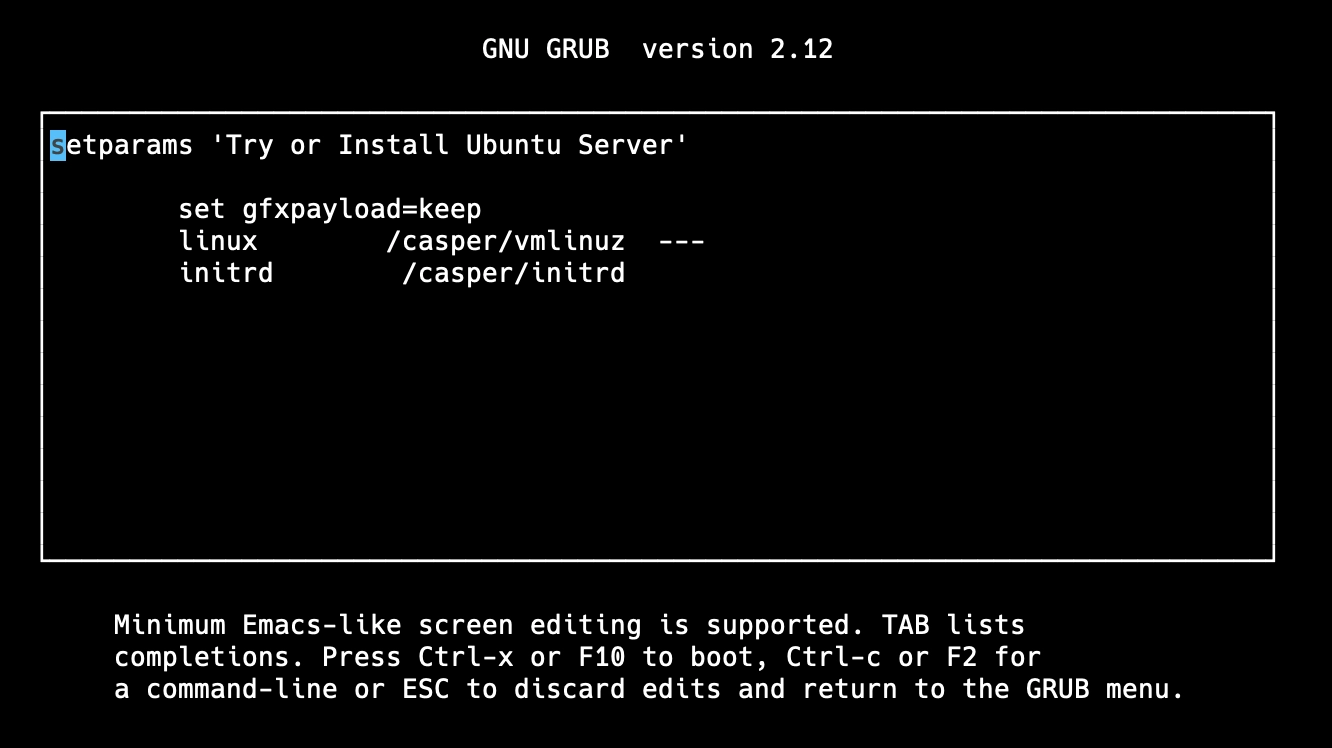 GNU GRUB  version 2.12
setparams 'Try or Install Ubuntu Server'
set gfxpayload=keep
linux        /casper/vmlinuz  ---
initrd        /casper/initrd
Minimum Emacs-like screen editing is supported. TAB lists
completions. Press Ctrl-x or F10 to boot, Ctrl-c or F2 for
a command-line or ESC to discard edits and return to the GRUB menu.